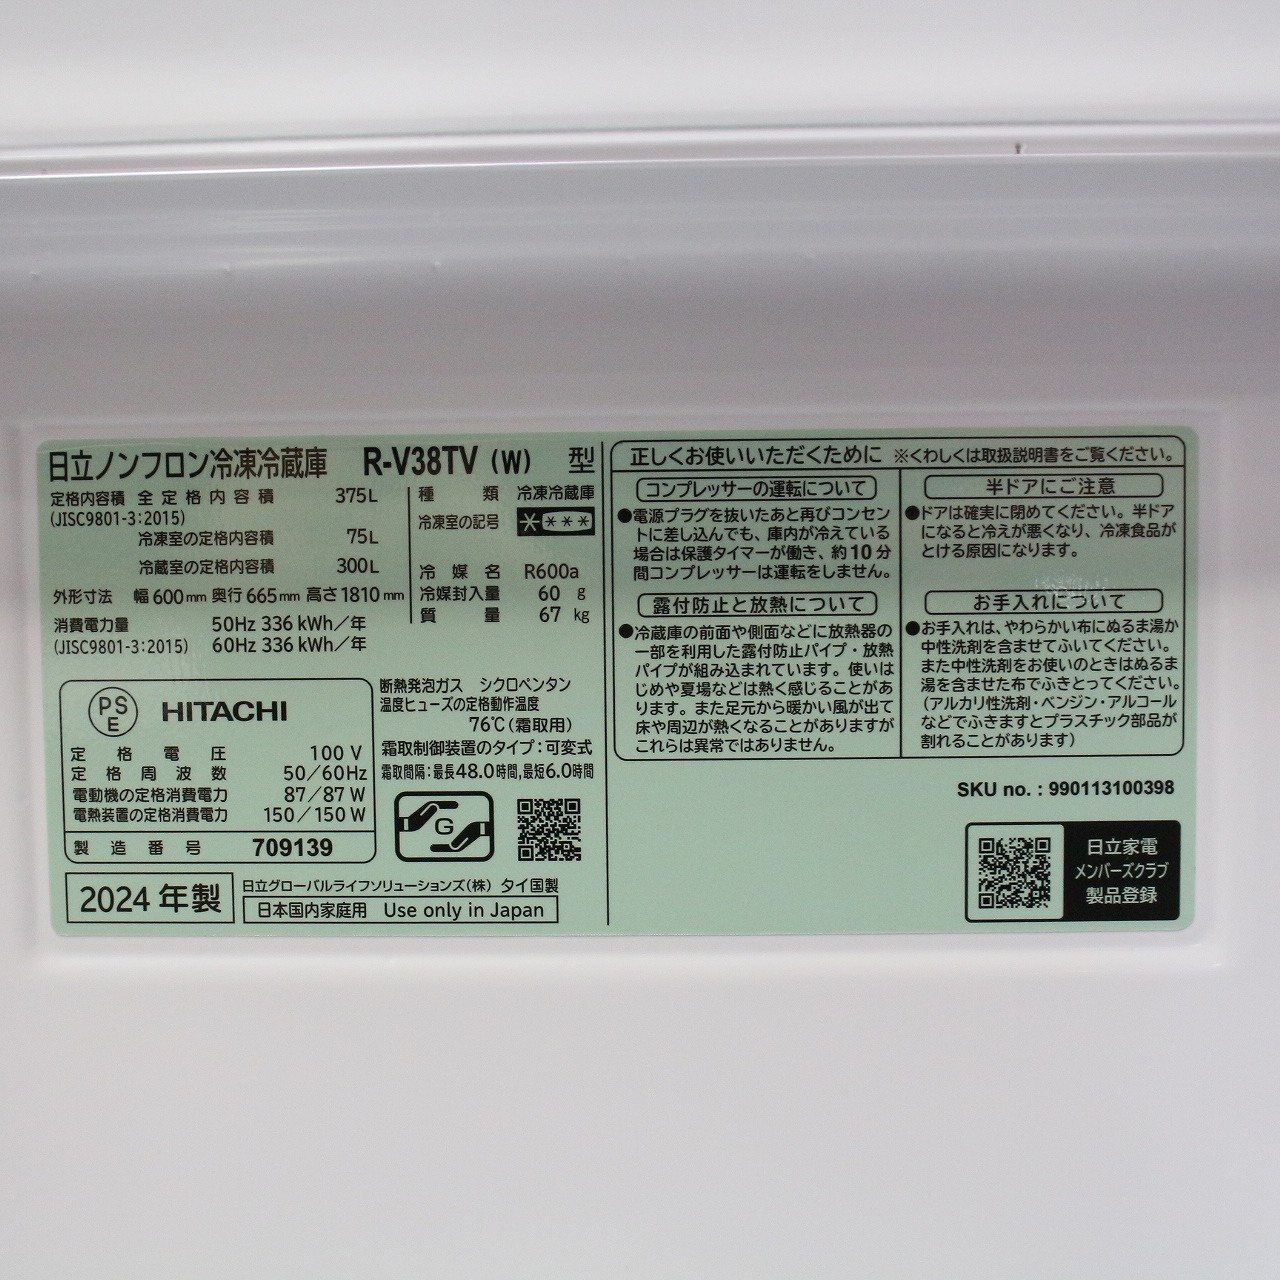 日立ノンフロン冷凍冷蔵庫 R-V38TV (W) 型
定格内容積 全定格内容積 375L
(JISC9801-3:2015)
冷凍室の定格内容積 75L
冷蔵室の定格内容積 300L
外形寸法 幅600mm 奥行665mm 高さ1810mm
消費電力量 50Hz 336kWh/年
(JISC9801-3:2015) 60Hz 336kWh/年
種類 冷凍冷蔵庫
冷凍室の記号 ****
冷媒名 R600a
冷媒封入量 60 g
質量 67 kg
PS
E
HITACHI
定格電圧 100V
定格周波数 50/60Hz
電動機の定格消費電力 87/87W
電熱装置の定格消費電力 150/150W
製造番号 709139
断熱発泡ガス シクロペンタン
温度ヒューズの定格動作温度
76℃(霜取用)
霜取制御装置のタイプ:可変式
霜取間隔:最長48.0時間,最短6.0時間
G
2024年製
日立グローバルライフソリューションズ(株) タイ国製
日本国内家庭用 Use only in Japan
正しくお使いいただくために ※くわしくは取扱説明書をご覧ください。
コンプレッサーの運転について
●電源プラグを抜いたあと再びコンセン
トに差し込んでも、庫内が冷えている
場合は保護タイマーが働き、約10分
間コンプレッサーは運転をしません。
露付防止と放熱について
●冷蔵庫の前面や側面などに放熱器の
一部を利用した露付防止パイプ・放熱
パイプが組み込まれています。使いは
じめや夏場などは熱く感じることがあ
ります。また足元から暖かい風が出て
床や周辺が熱くなることがありますが
これらは異常ではありません。
半ドアにご注意
●ドアは確実に閉めてください。半ドア
になると冷えが悪くなり、冷凍食品が
とける原因になります。
お手入れについて
●お手入れは、やわらかい布にぬるま湯か
中性洗剤を含ませてふいてください。
また中性洗剤をお使いのときはぬるま
湯を含ませた布でふきとってください。
(アルカリ性洗剤・ベンジン・アルコール
などでふきますとプラスチック部品が
割れることがあります)
SKU no. : 990113100398
日立家電
メンバーズクラブ
製品登録